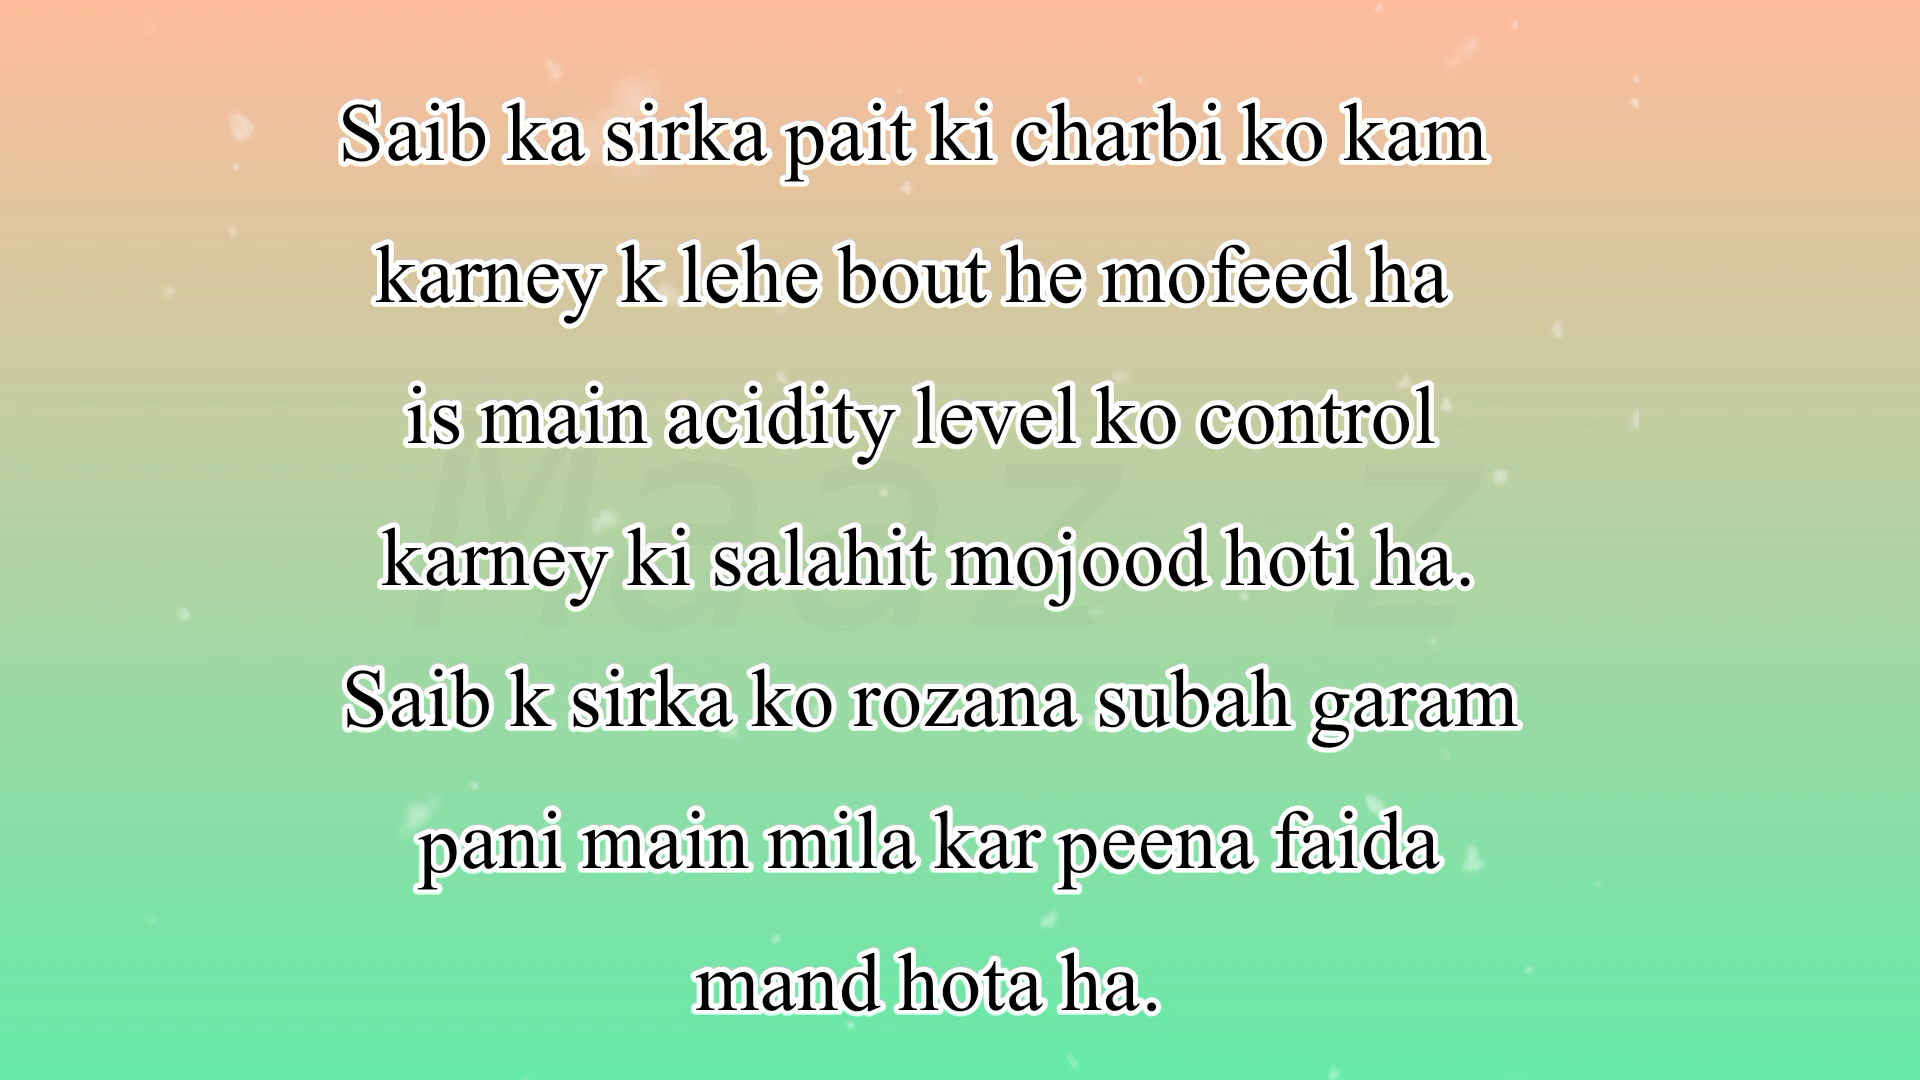 Saib ka sirka pait ki charbi ko kam
karney k lehe bout he mofeed ha
is main acidity level ko control
karney ki salahit mojood hoti ha.
Saib k sirka ko rozana subah garam
pani main mila kar peena faida
mand hota ha.